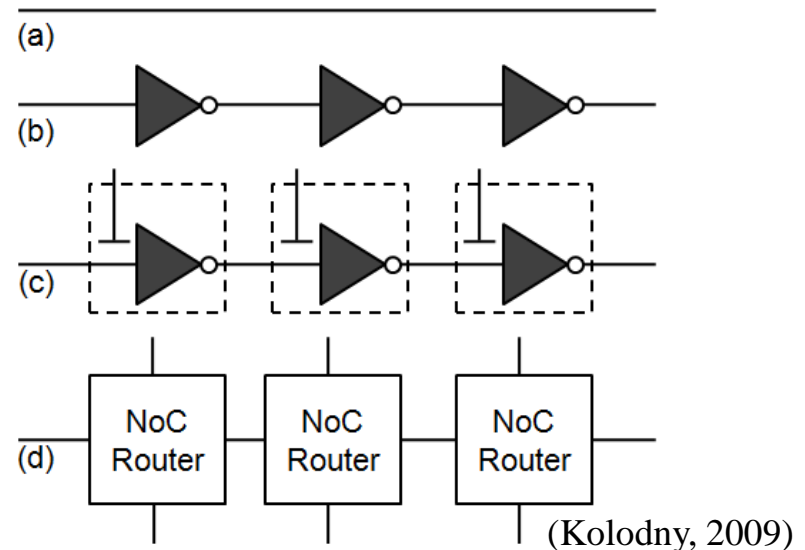 (a)
(b)
(c)
NoC NoC NoC
(d) Router Router Router
(Kolodny, 2009)